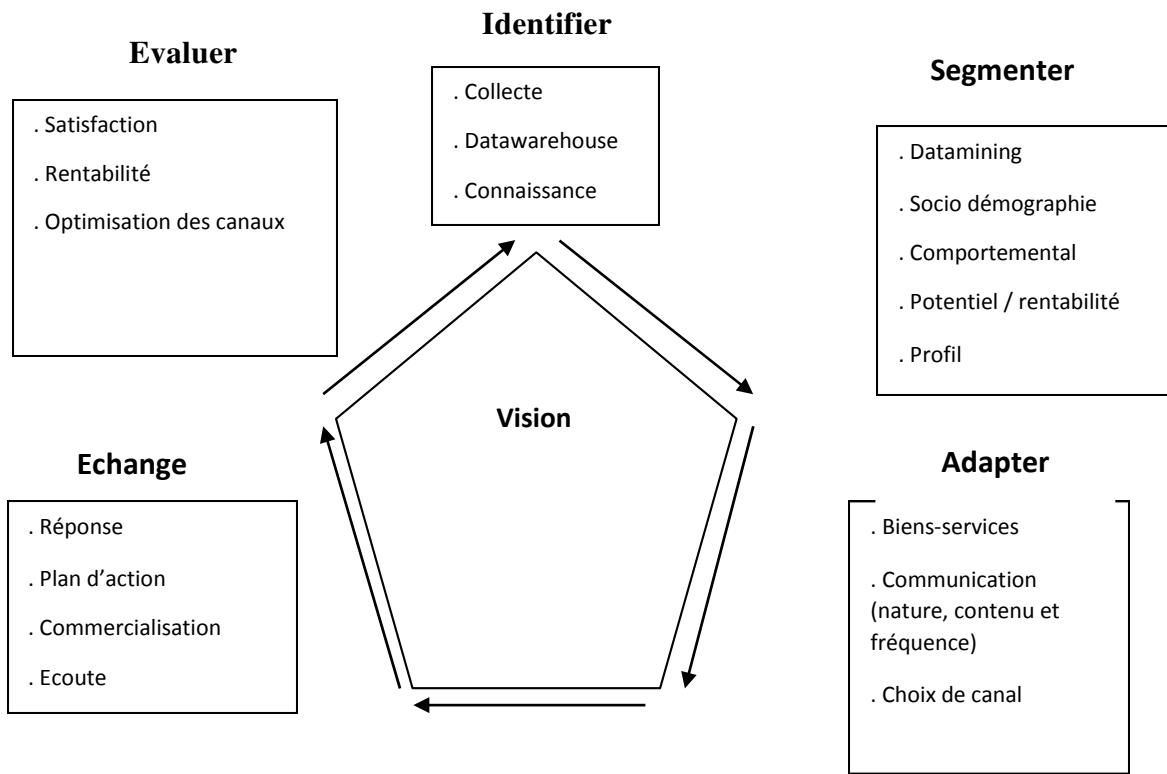 Identifier
. Collecte
. Datawarehouse
. Connaissance
Evaluer
. Satisfaction
. Rentabilité
. Optimisation des canaux
Segmenter
. Datamining
. Socio démographie
. Comportemental
. Potentiel / rentabilité
. Profil
Vision
Echange
. Réponse
. Plan d’action
. Commercialisation
. Ecoute
Adapter
. Biens-services
. Communication
(nature, contenu et
fréquence)
. Choix de canal